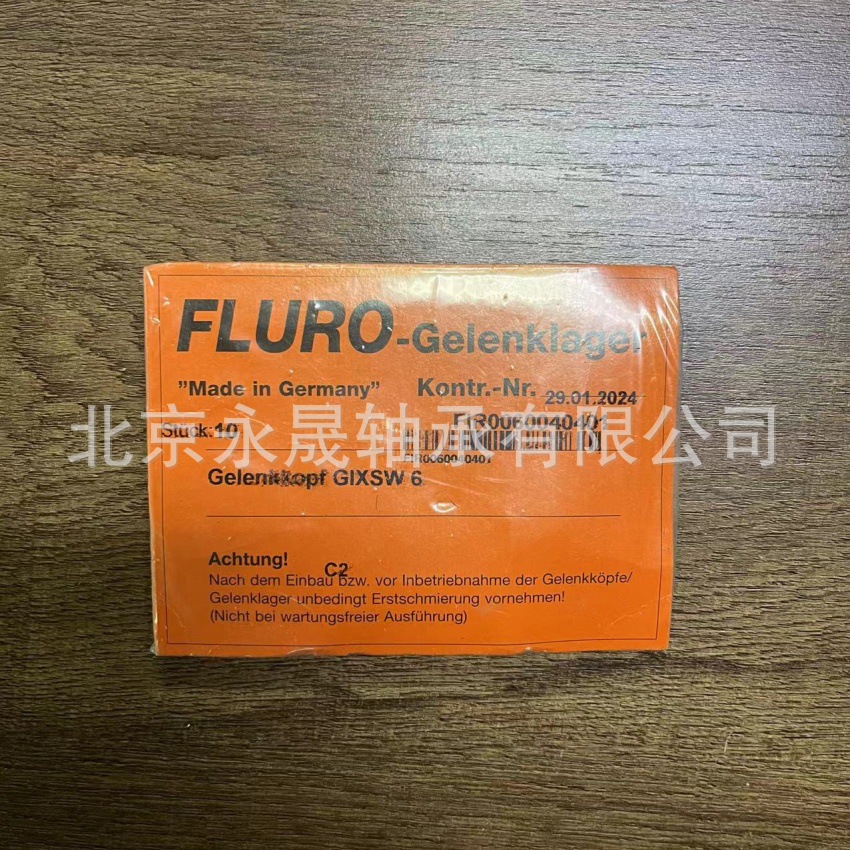 FLURO-Gelenklager
"Made in Germany" Kontr.-Nr. 29.01.2024
Stück: 10 FIR0060040401
FIR0060040401
Gelenkkopf GIXSW 6
Achtung!
C2
Nach dem Einbau bzw. vor Inbetriebnahme der Gelenkköpfe/
Gelenklager unbedingt Erstschmierung vornehmen!
(Nicht bei wartungsfreier Ausführung)
北京永晟轴承有限公司